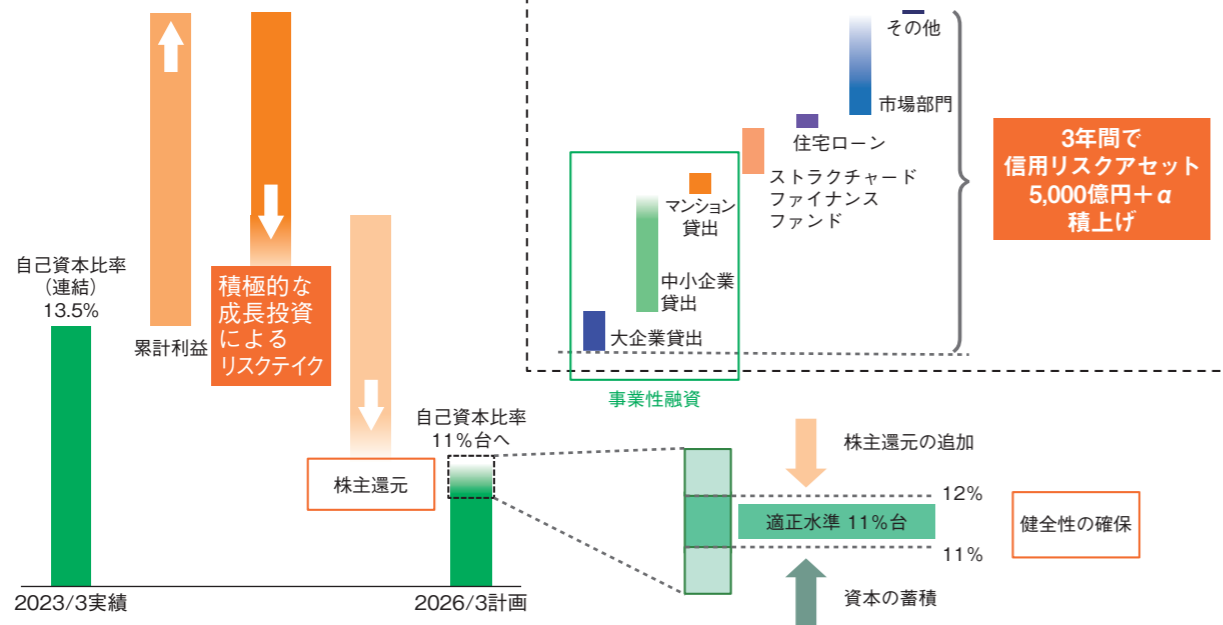 自己資本比率
（連結）
13.5%
累計利益
積極的な
成長投資
による
リスクテイク
株主還元
自己資本比率
11%台へ
2023/3実績
2026/3計画
大企業貸出
中小企業
貸出
マンション
貸出
事業性融資
ストラクチャード
ファイナンス
ファンド
住宅ローン
市場部門
その他
3年間で
信用リスクアセット
5,000億円＋α
積上げ
株主還元の追加
12%
適正水準 11%台
11%
資本の蓄積
健全性の確保